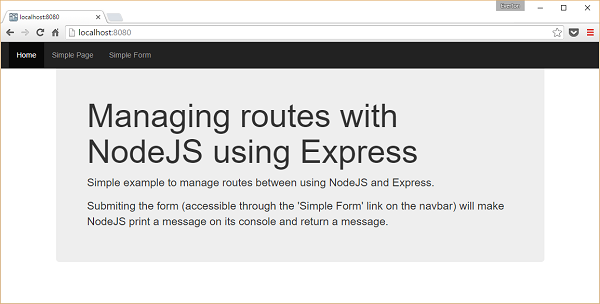 localhost:8080
localhost:8080
Home Simple Page Simple Form
Managing routes with
NodeJS using Express
Simple example to manage routes between using NodeJS and Express.
Submiting the form (accessible through the 'Simple Form' link on the navbar) will make
NodeJS print a message on its console and return a message.